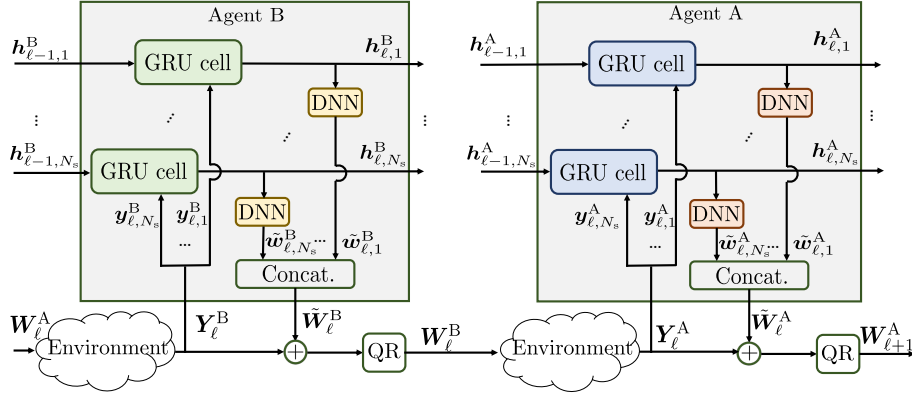 Agent B
Agent A
h^B_{ℓ−1,1}
GRU cell
h^B_{ℓ,1}
h^A_{ℓ−1,1}
GRU cell
h^A_{ℓ,1}
DNN
DNN
...
...
...
...
...
...
...
h^B_{ℓ−1,N_s}
GRU cell
h^B_{ℓ,N_s}
h^A_{ℓ−1,N_s}
GRU cell
h^A_{ℓ,N_s}
y^B_{ℓ,N_s}
y^B_{ℓ,1}
DNN
y^A_{ℓ,N_s}
y^A_{ℓ,1}
DNN
...
w̃^B_{ℓ,N_s}
...
w̃^B_{ℓ,1}
...
w̃^A_{ℓ,N_s}
...
w̃^A_{ℓ,1}
Concat.
Concat.
W^A_ℓ
Environment
Y^B_ℓ
W̃^B_ℓ
+
QR
W^B_ℓ
Environment
Y^A_ℓ
W̃^A_ℓ
+
QR
W^A_{ℓ+1}